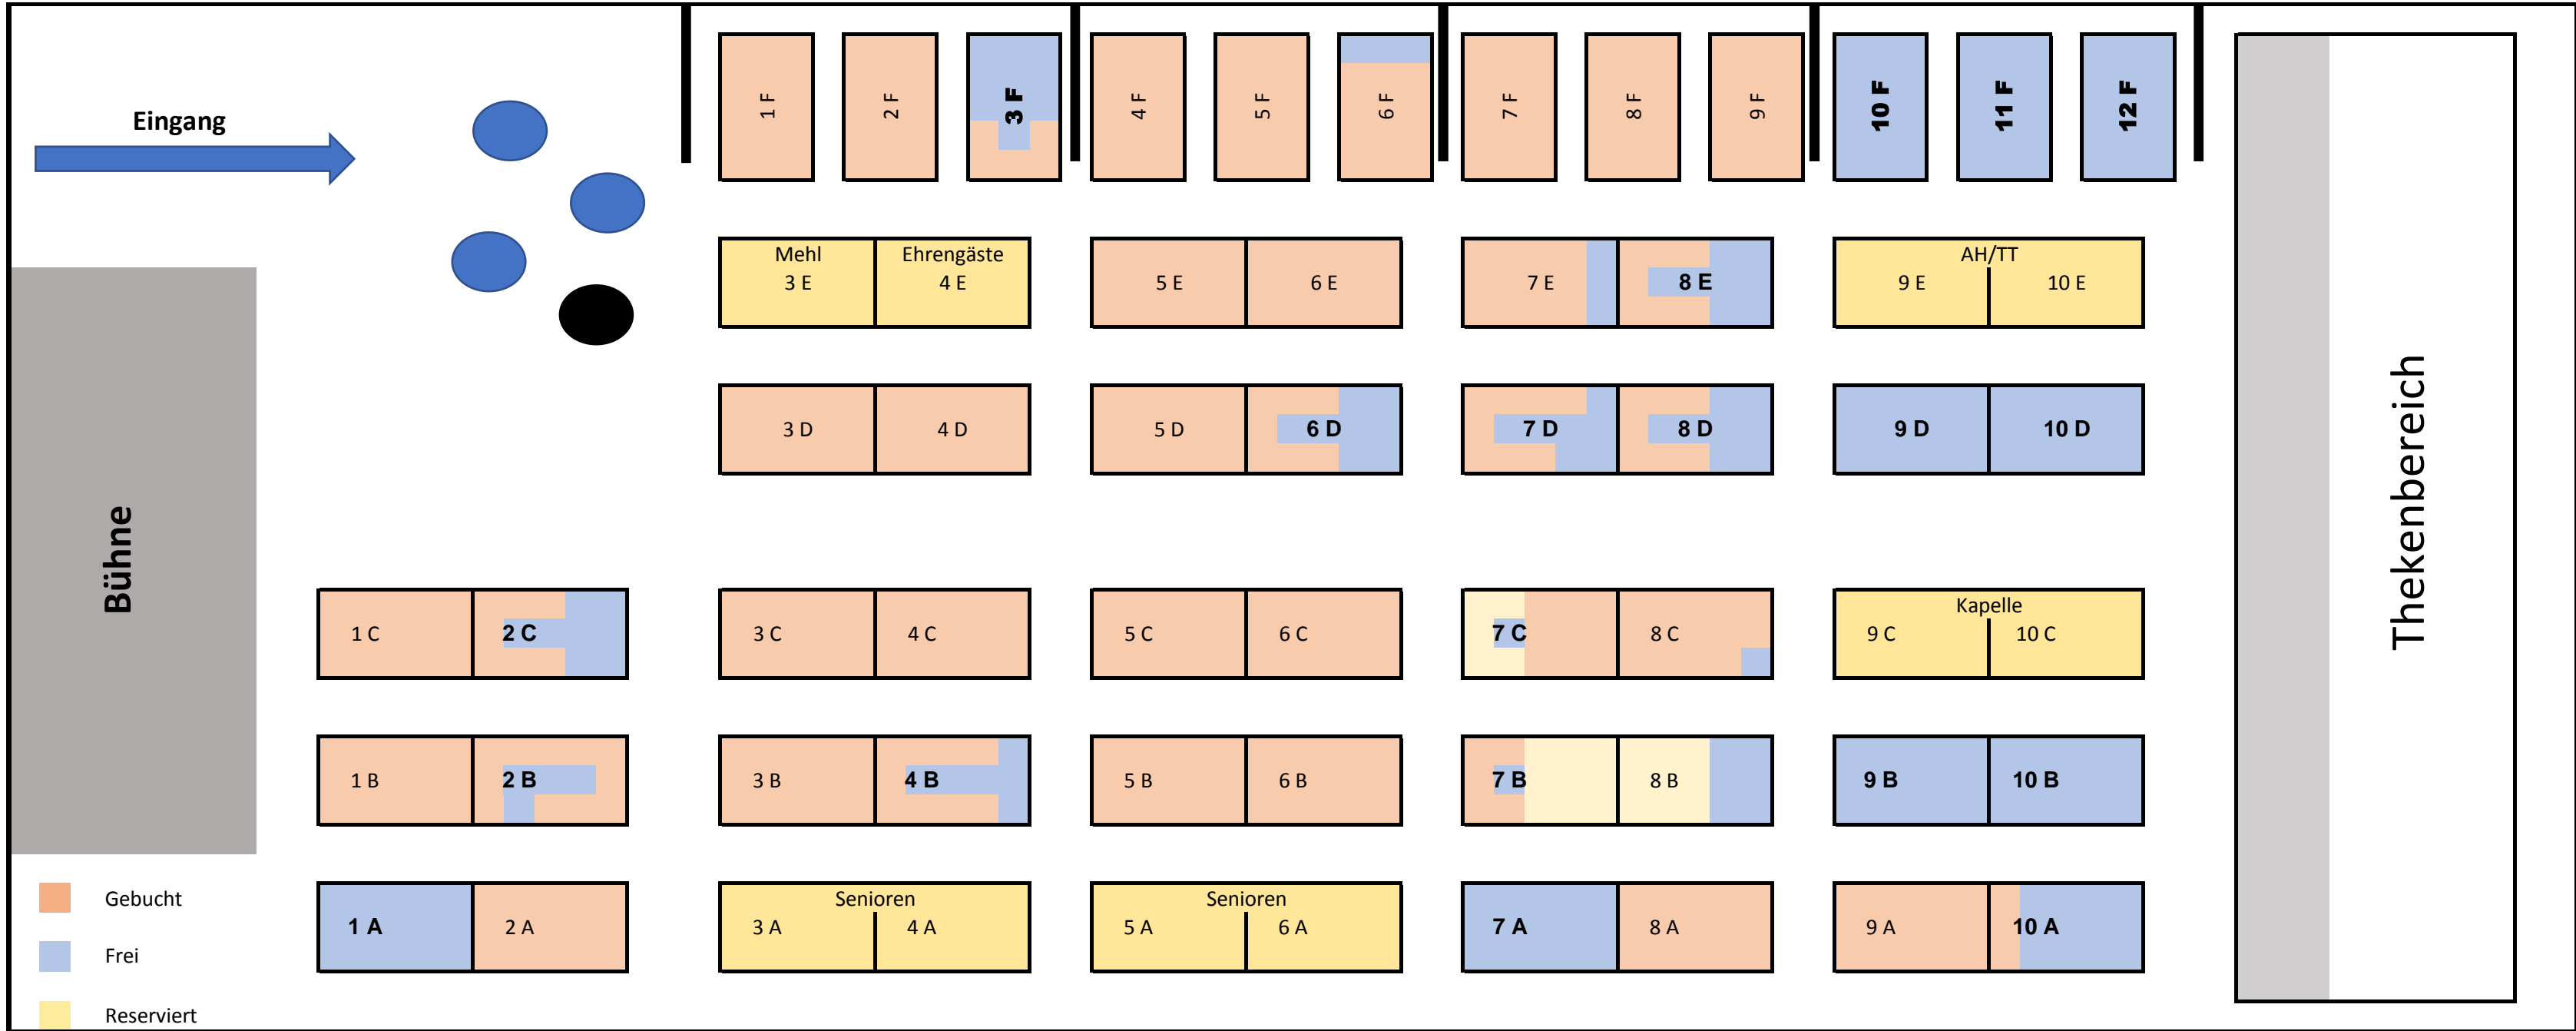 Eingang
1 F
2 F
3 F
4 F
5 F
6 F
7 F
8 F
9 F
10 F
11 F
12 F
Mehl
3 E
Ehrengäste
4 E
5 E
6 E
7 E
8 E
AH/TT
9 E
10 E
3 D
4 D
5 D
6 D
7 D
8 D
9 D
10 D
Bühne
Thekenbereich
1 C
2 C
3 C
4 C
5 C
6 C
7 C
8 C
Kapelle
9 C
10 C
1 B
2 B
3 B
4 B
5 B
6 B
7 B
8 B
9 B
10 B
1 A
2 A
Senioren
3 A
4 A
Senioren
5 A
6 A
7 A
8 A
9 A
10 A
Gebucht
Frei
Reserviert